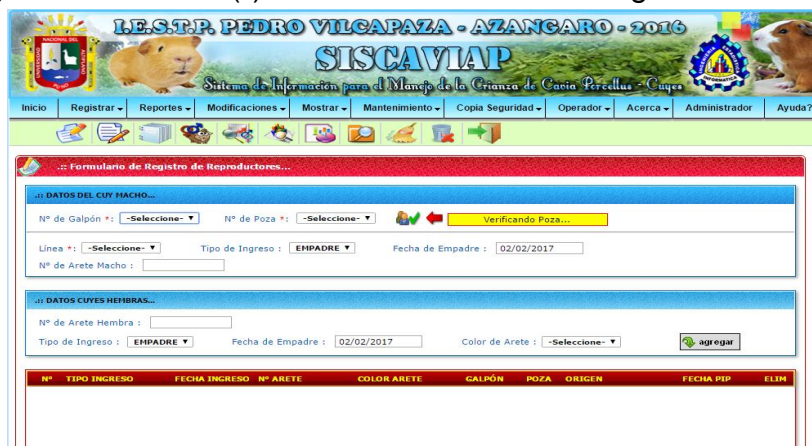 I.E.S.T.P. PEDRO VILCAPAZA - AZANGARO - 2016
SISCAVIAP
Sistema de Información para el Manejo de la Crianza de Cavia Porcellus - Cuyes
Inicio Registrar Reportes Modificaciones Mostrar Mantenimiento Copia Seguridad Operador Acerca Administrador Ayuda?
.:: Formulario de Registro de Reproductores...
.:: DATOS DEL CUY MACHO...
Nº de Galpón *: -Seleccione- Nº de Poza *: -Seleccione- Verificando Poza...
Línea *: -Seleccione- Tipo de Ingreso : EMPADRE Fecha de Empadre : 02/02/2017
Nº de Arete Macho :
.:: DATOS CUYES HEMBRAS...
Nº de Arete Hembra :
Tipo de Ingreso : EMPADRE Fecha de Empadre : 02/02/2017 Color de Arete : -Seleccione- agregar
Nº TIPO INGRESO FECHA INGRESO Nº ARETE COLOR ARETE GALPÓN POZA ORIGEN FECHA PIP ELIM